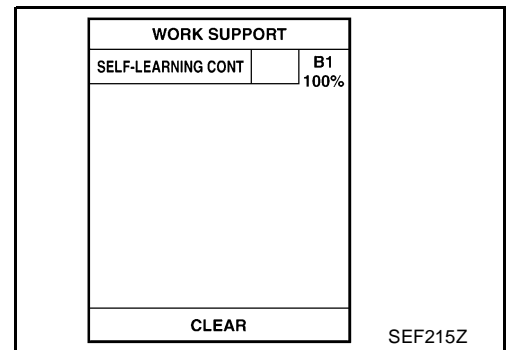 WORK SUPPORT
SELF-LEARNING CONT B1
100%
CLEAR
SEF215Z